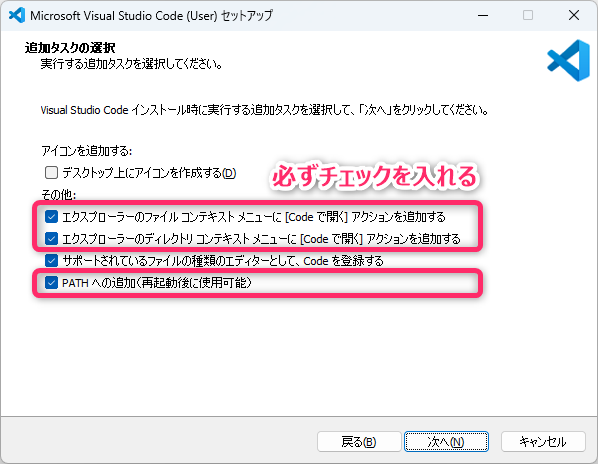 Microsoft Visual Studio Code (User) セットアップ
追加タスクの選択
実行する追加タスクを選択してください。
Visual Studio Code インストール時に実行する追加タスクを選択して、「次へ」をクリックしてください。
アイコンを追加する:
デスクトップ上にアイコンを作成する(D)
必ずチェックを入れる
その他:
エクスプローラーのファイル コンテキスト メニューに [Code で開く] アクションを追加する
エクスプローラーのディレクトリ コンテキスト メニューに [Code で開く] アクションを追加する
サポートされているファイルの種類のエディターとして、Code を登録する
PATH への追加(再起動後に使用可能)
戻る(B)
次へ(N)
キャンセル